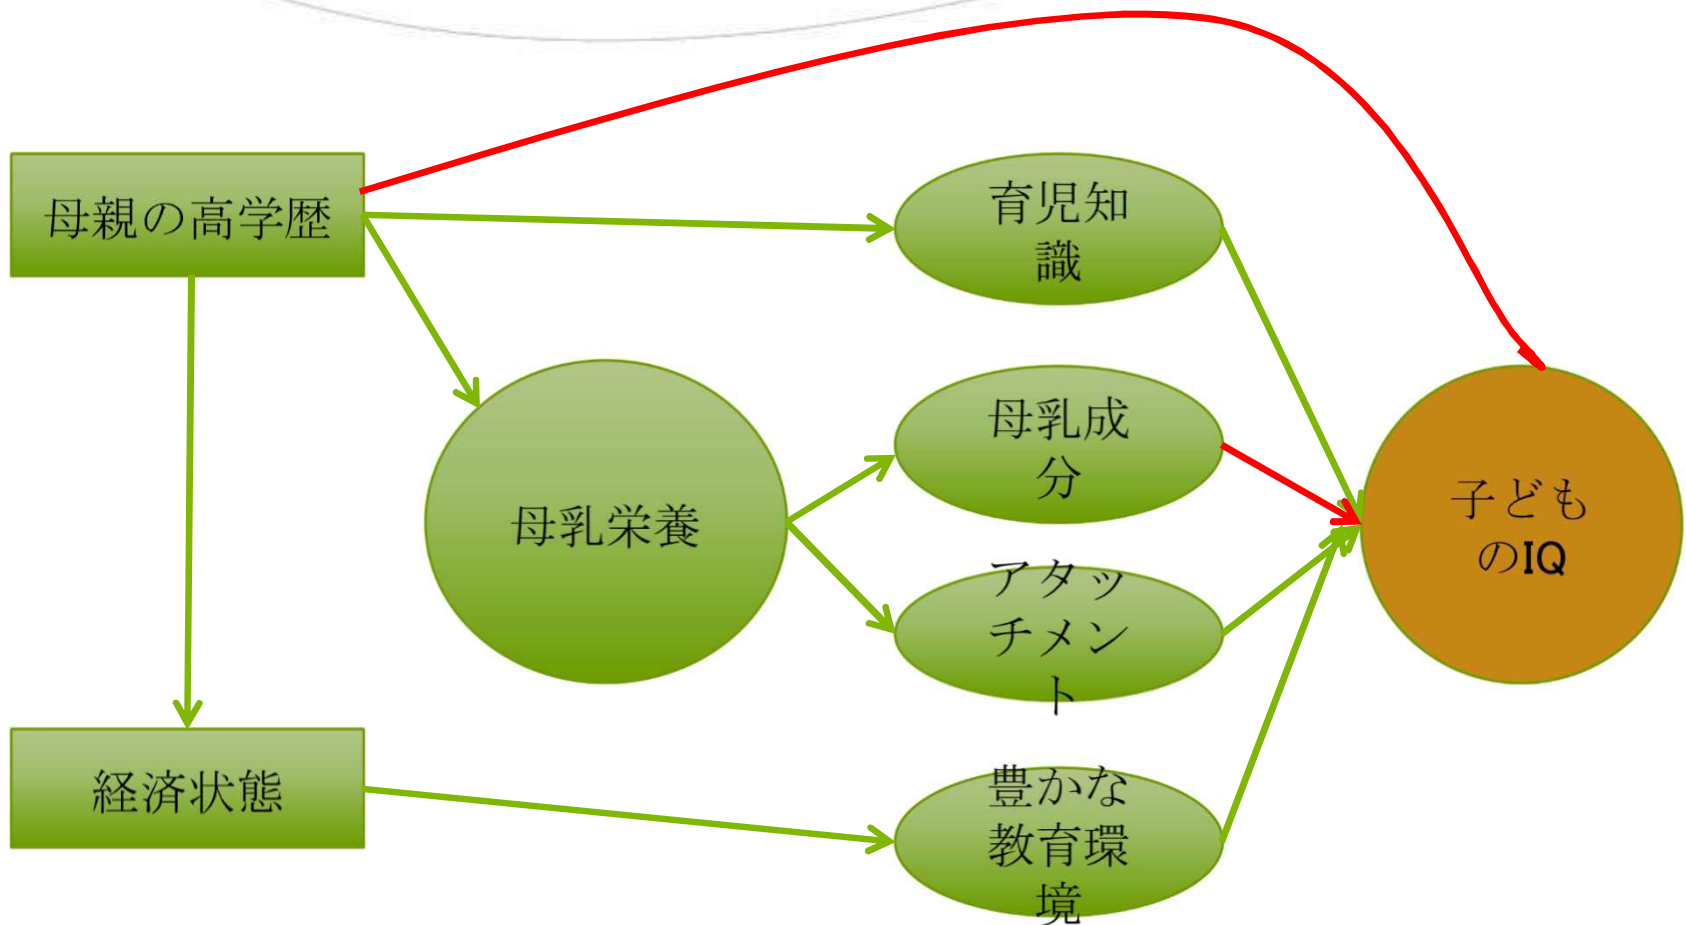 母親の高学歴
育児知
識
母乳成
分
母乳栄養
子ども
のIQ
アタッ
チメン
ト
経済状態
豊かな
教育環
境